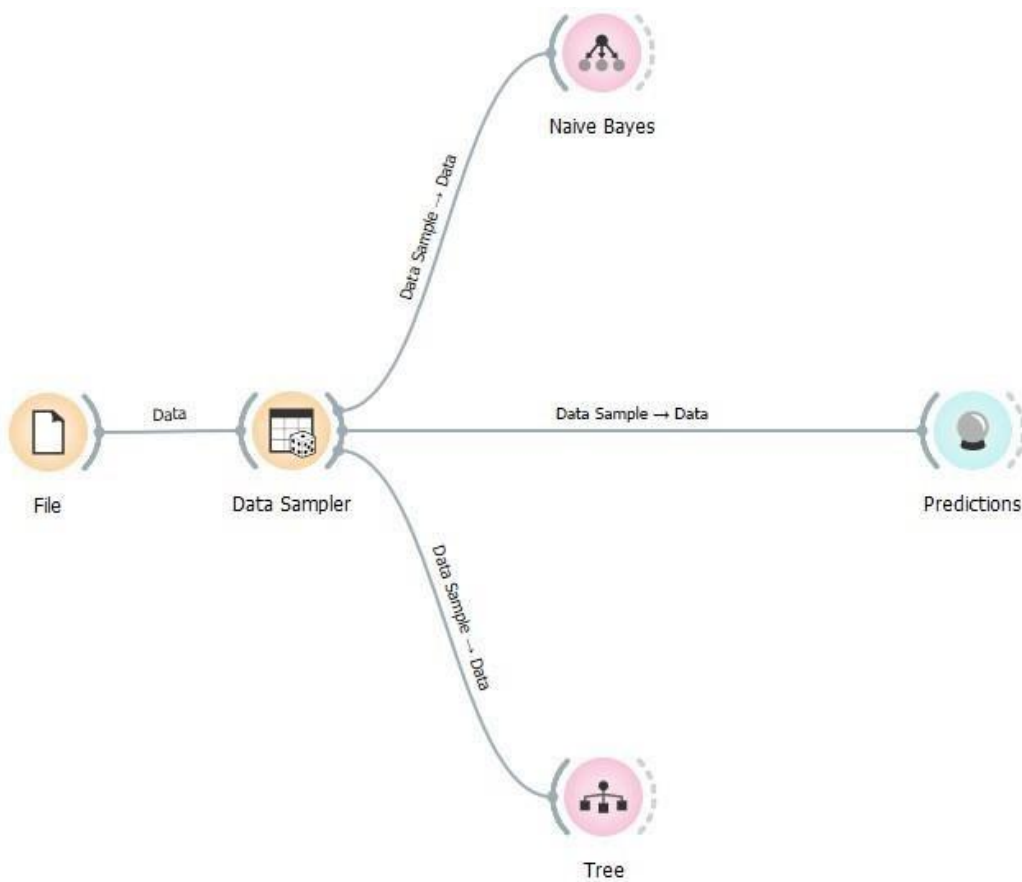 Naive Bayes
Data Sample → Data
Data
Data Sample → Data
File
Data Sampler
Predictions
Data Sample → Data
Tree